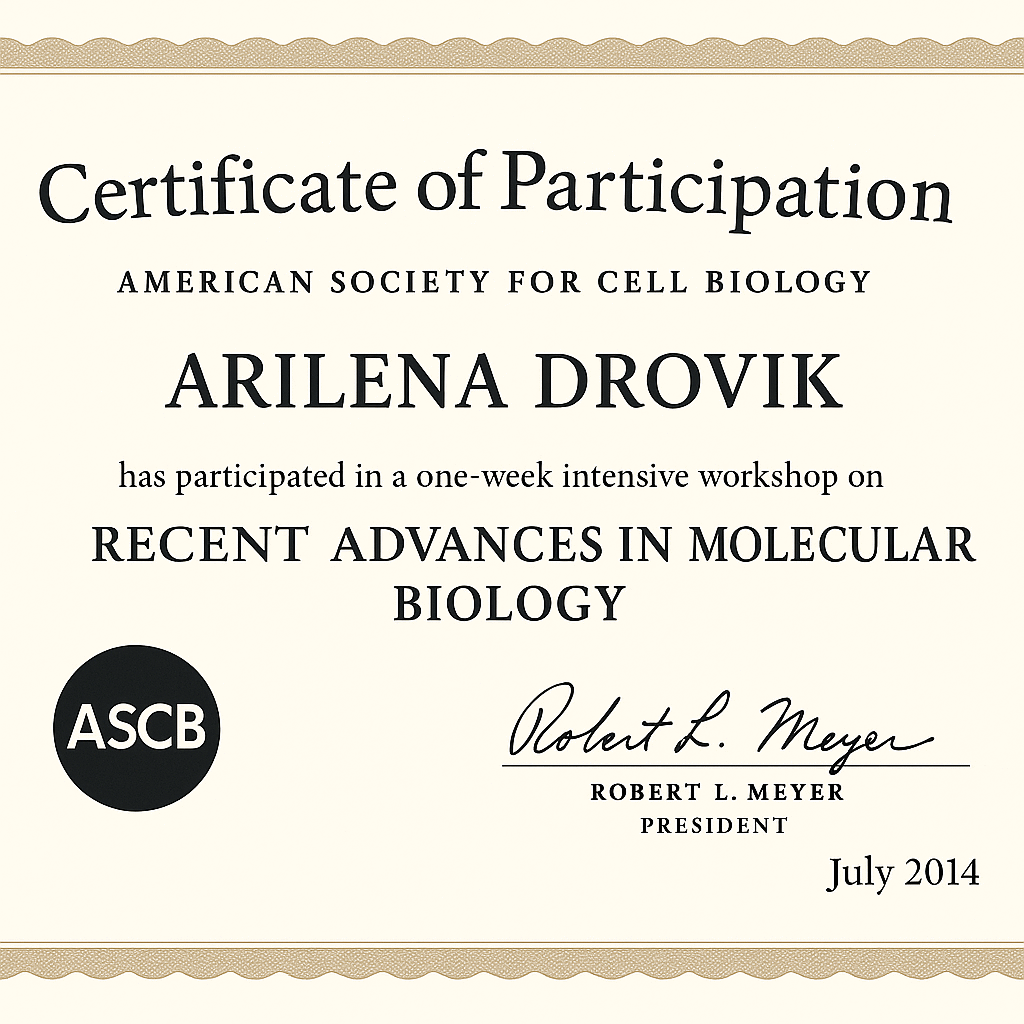 Certificate of Participation
AMERICAN SOCIETY FOR CELL BIOLOGY
ARILENA DROVIK
has participated in a one-week intensive workshop on
RECENT ADVANCES IN MOLECULAR
BIOLOGY
ASCB
Robert L. Meyer
ROBERT L. MEYER
PRESIDENT
July 2014